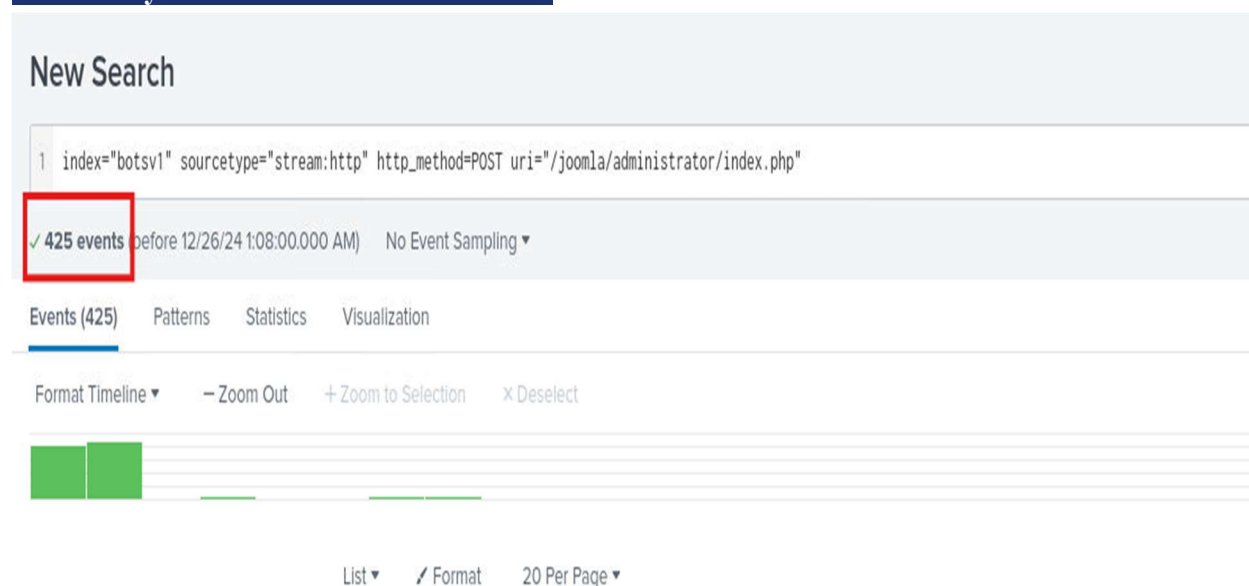 New Search
1 index="botsv1" sourcetype="stream:http" http_method=POST uri="/joomla/administrator/index.php"
✓ 425 events (before 12/26/24 1:08:00.000 AM) No Event Sampling ▾
Events (425) Patterns Statistics Visualization
Format Timeline ▾ – Zoom Out + Zoom to Selection × Deselect
List ▾ Format 20 Per Page ▾